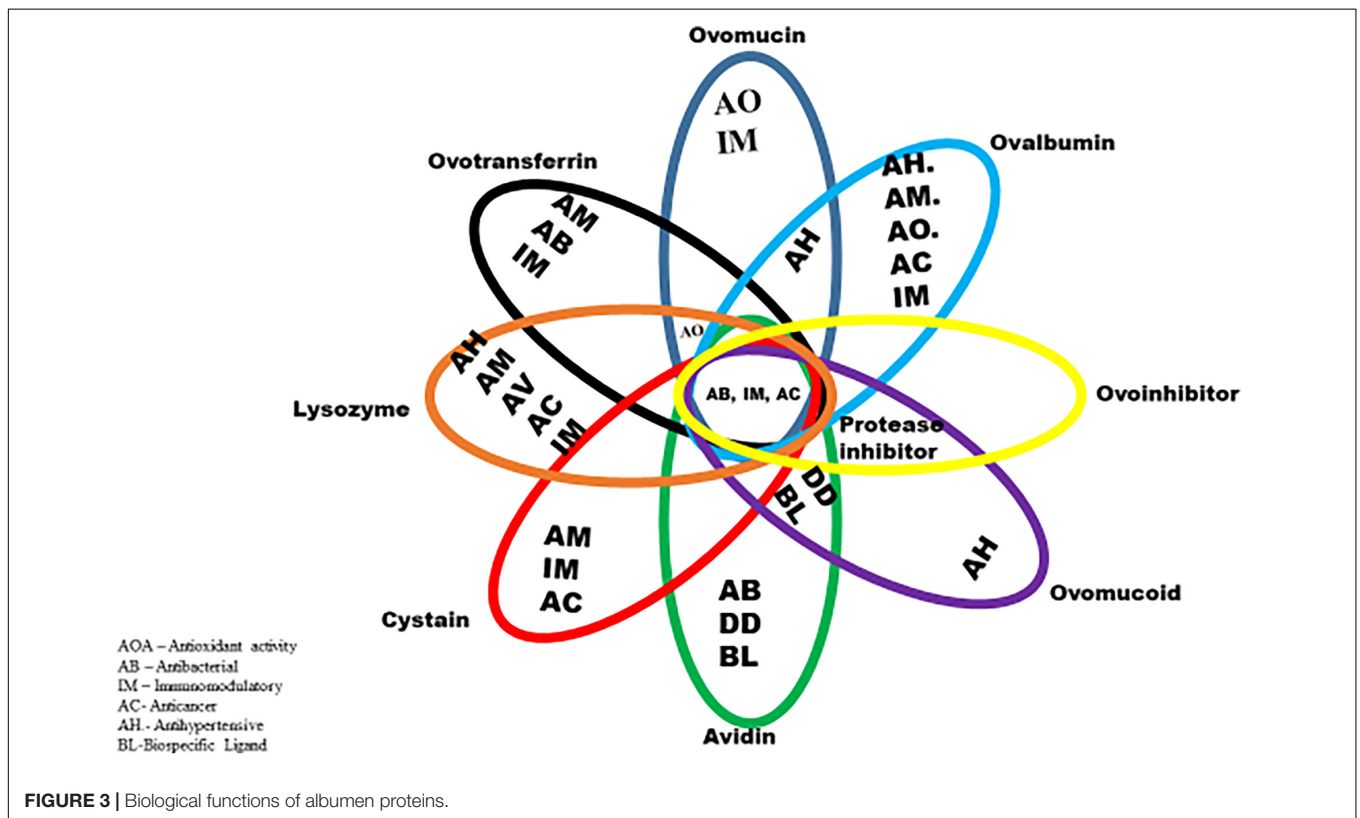 Ovomucin
AO
IM
Ovotransferrin
AM
AB
IM
Ovalbumin
AH.
AM.
AO.
AC
IM
AH
AO
Lysozyme
AH
AM
AV
AC
IM
AB, IM, AC
Ovoinhibitor
Protease
inhibitor
DD
BL
AH
Ovomucoid
Cystain
AM
IM
AC
AB
DD
BL
Avidin
AOA – Antioxidant activity
AB – Antibacterial
IM – Immunomodulatory
AC- Anticancer
AH.- Antihypertensive
BL-Biospecific Ligand
FIGURE 3 | Biological functions of albumen proteins.